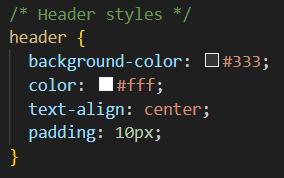 /* Header styles */
header {
  background-color: #333;
  color: #fff;
  text-align: center;
  padding: 10px;
}